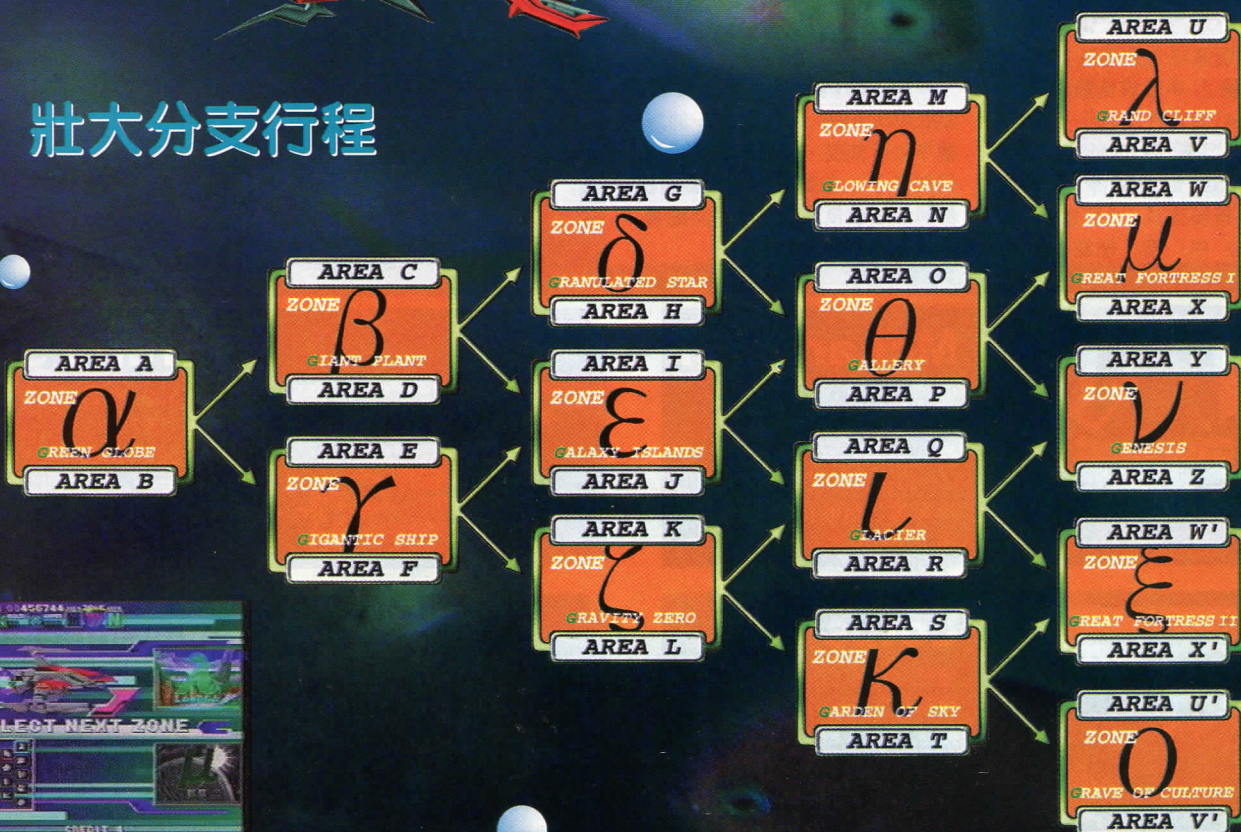 壯大分支行程
AREA A
ZONE
α
GREEN GLOBE
AREA B
AREA C
ZONE
β
GIANT PLANT
AREA D
AREA E
ZONE
γ
GIGANTIC SHIP
AREA F
AREA G
ZONE
δ
GRANULATED STAR
AREA H
AREA I
ZONE
ε
GALAXY ISLANDS
AREA J
AREA K
ZONE
ζ
GRAVITY ZERO
AREA L
AREA M
ZONE
η
GLOWING CAVE
AREA N
AREA O
ZONE
θ
GALLERY
AREA P
AREA Q
ZONE
ι
GLACIER
AREA R
AREA S
ZONE
κ
GARDEN OF SKY
AREA T
AREA U
ZONE
λ
GRAND CLIFF
AREA V
AREA W
ZONE
μ
GREAT FORTRESS I
AREA X
AREA Y
ZONE
ν
GENESIS
AREA Z
AREA W'
ZONE
ξ
GREAT FORTRESS II
AREA X'
AREA U'
ZONE
ο
GRAVE OF CULTURE
AREA V'
456744
LECT NEXT ZONE
CREDIT 4